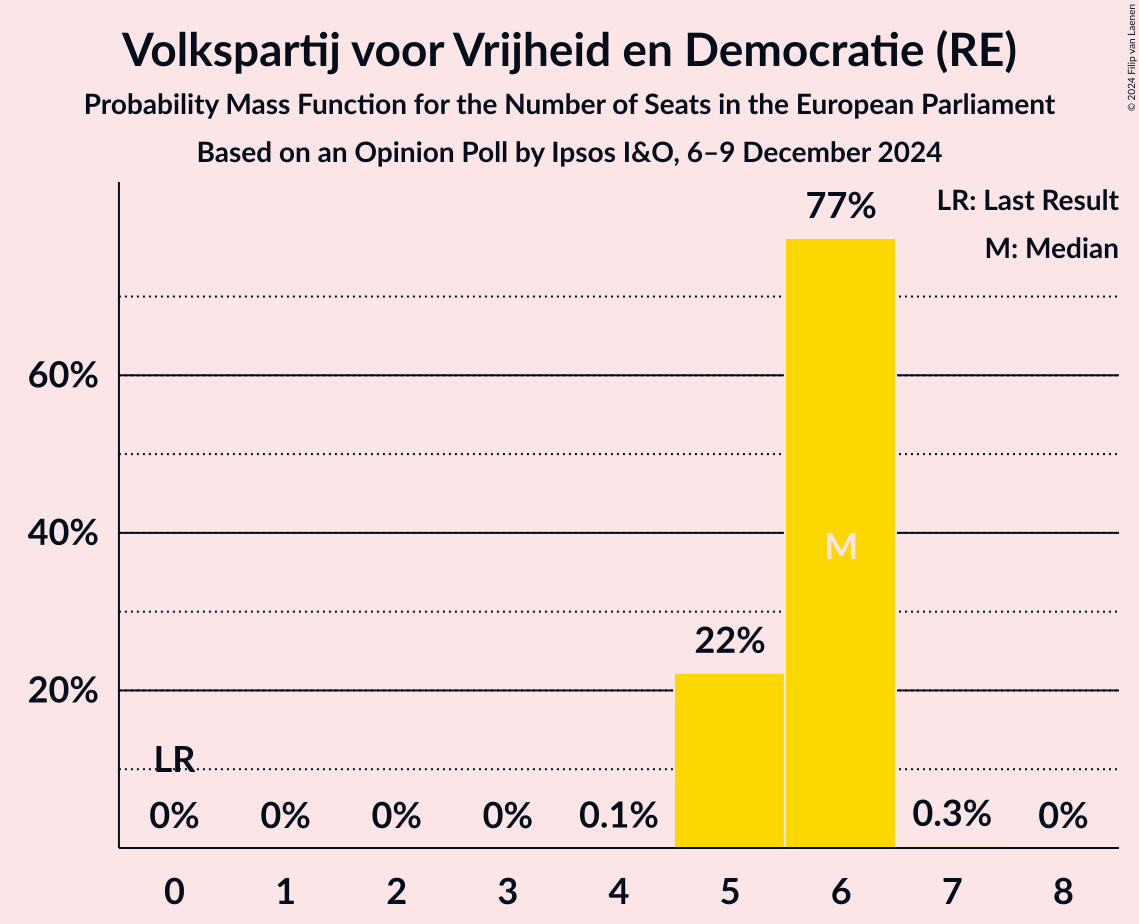 Volkspartij voor Vrijheid en Democratie (RE)
Probability Mass Function for the Number of Seats in the European Parliament
Based on an Opinion Poll by Ipsos I&O, 6–9 December 2024
© 2024 Filip van Laenen
LR: Last Result
M: Median
77%
60%
40%
M
22%
20%
LR
0% 0% 0% 0% 0.1% 0.3% 0%
0 1 2 3 4 5 6 7 8